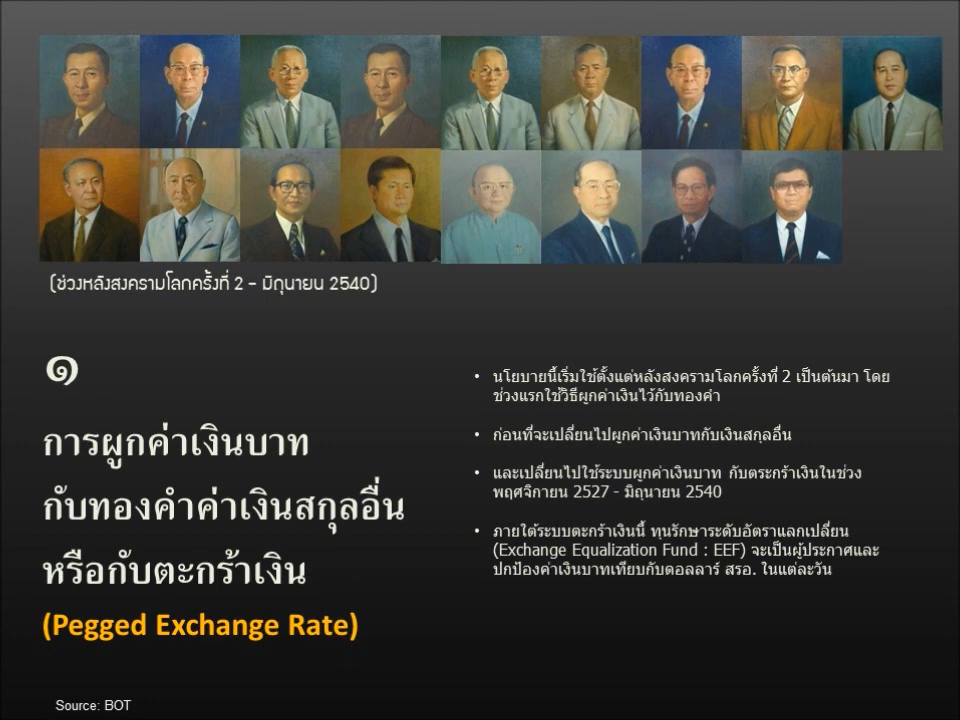 (ช่วงหลังสงครามโลกครั้งที่ 2 – มิถุนายน 2540)
๑
การผูกค่าเงินบาท
กับทองคำค่าเงินสกุลอื่น
หรือกับตะกร้าเงิน
(Pegged Exchange Rate)
• นโยบายนี้เริ่มใช้ตั้งแต่หลังสงครามโลกครั้งที่ 2 เป็นต้นมา โดย
ช่วงแรกใช้วิธีผูกค่าเงินไว้กับทองคำ
• ก่อนที่จะเปลี่ยนไปผูกค่าเงินบาทกับเงินสกุลอื่น
• และเปลี่ยนไปใช้ระบบผูกค่าเงินบาท กับตระกร้าเงินในช่วง
พฤศจิกายน 2527 - มิถุนายน 2540
• ภายใต้ระบบตะกร้าเงินนี้ ทุนรักษาระดับอัตราแลกเปลี่ยน
(Exchange Equalization Fund : EEF) จะเป็นผู้ประกาศและ
ปกป้องค่าเงินบาทเทียบกับดอลลาร์ สรอ. ในแต่ละวัน
Source: BOT